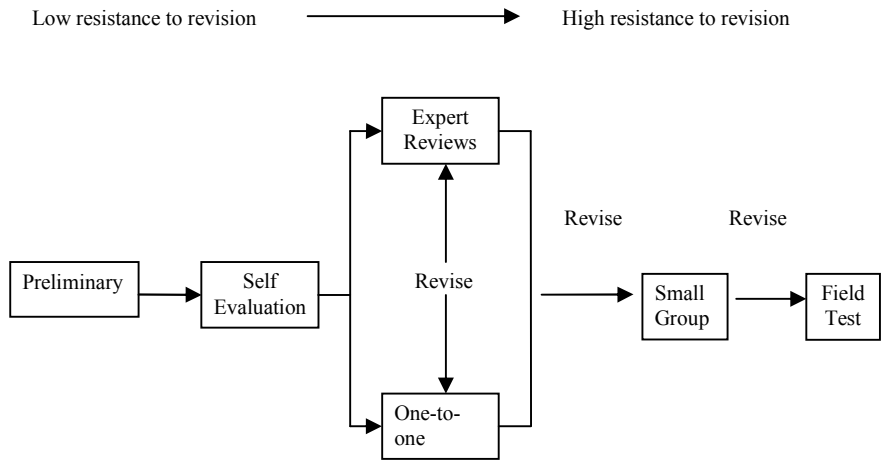 Low resistance to revision
High resistance to revision
Expert
Reviews
Revise
Revise
Preliminary
Self
Evaluation
Revise
Small
Group
Field
Test
One-to-
one